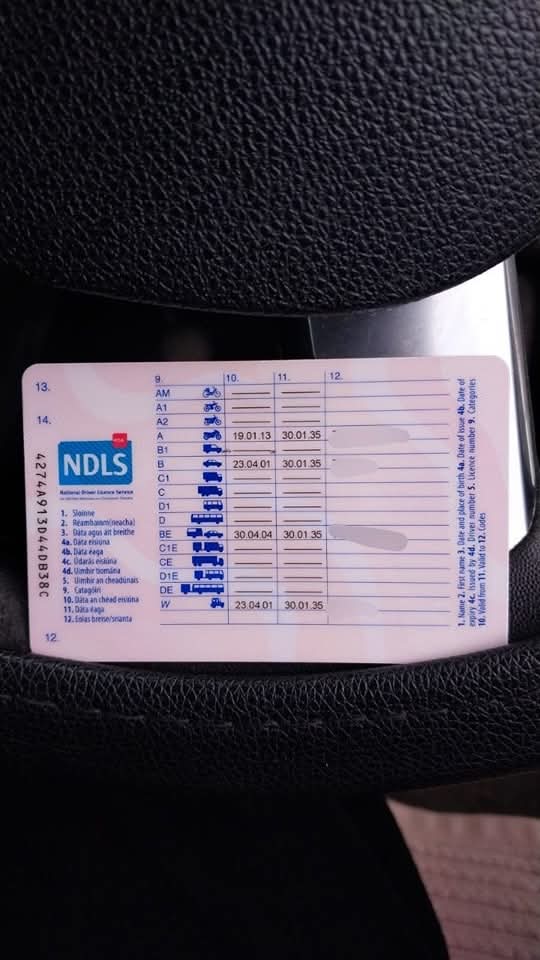 13.
14.
4274A913D44DB38C
NDLS
National Driver Licence Service
1. Sloinne
2. Réamhainm(neacha)
3. Dáta agus áit breithe
4a. Dáta eisiúna
4b. Dáta éaga
4c. Údarás eisiúna
4d. Uimhir tiomána
5. Uimhir an cheadúnais
9. Catagóirí
10. Dáta an chéad eisiúna
11. Dáta éaga
12. Eolas breise/srianta
12.
9. 10. 11. 12.
AM
A1
A2
A 19.01.13 30.01.35
B1
B 23.04.01 30.01.35
C1
C
D1
D
BE 30.04.04 30.01.35
C1E
CE
D1E
DE
W 23.04.01 30.01.35
1. Name 2. First name 3. Date and place of birth 4a. Date of issue 4b. Date of
expiry 4c. Issued by 4d. Driver number 5. Licence number 9. Categories
10. Valid from 11. Valid to 12. Codes